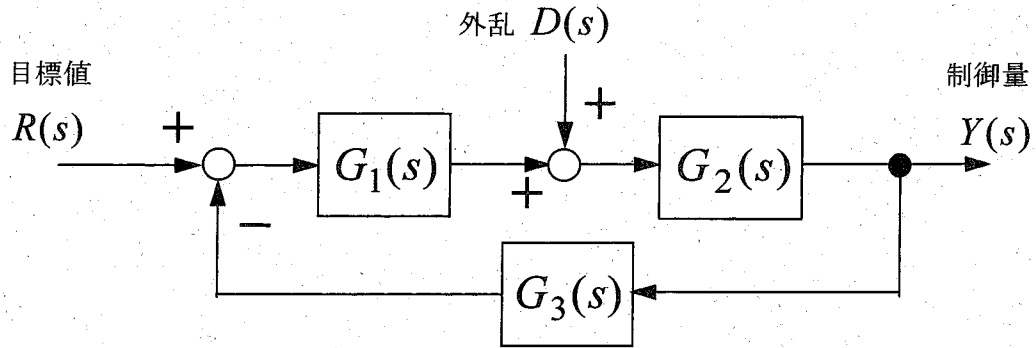 外乱 D(s)
目標値
R(s)
制御量
Y(s)
+
+
+
−
G₁(s)
G₂(s)
G₃(s)